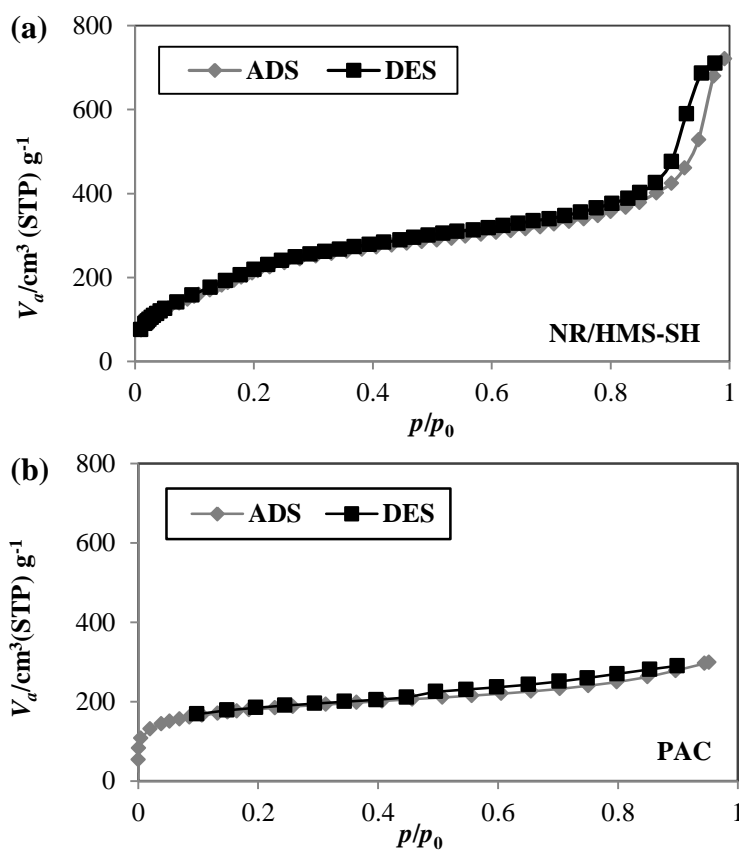 (a)
800
ADS DES
600
400
200
0
Vₐ/cm³ (STP) g⁻¹
NR/HMS-SH
0 0.2 0.4 0.6 0.8 1
p/p₀
(b)
800
ADS DES
600
400
200
0
Vₐ/cm³(STP) g⁻¹
PAC
0 0.2 0.4 0.6 0.8 1
p/p₀